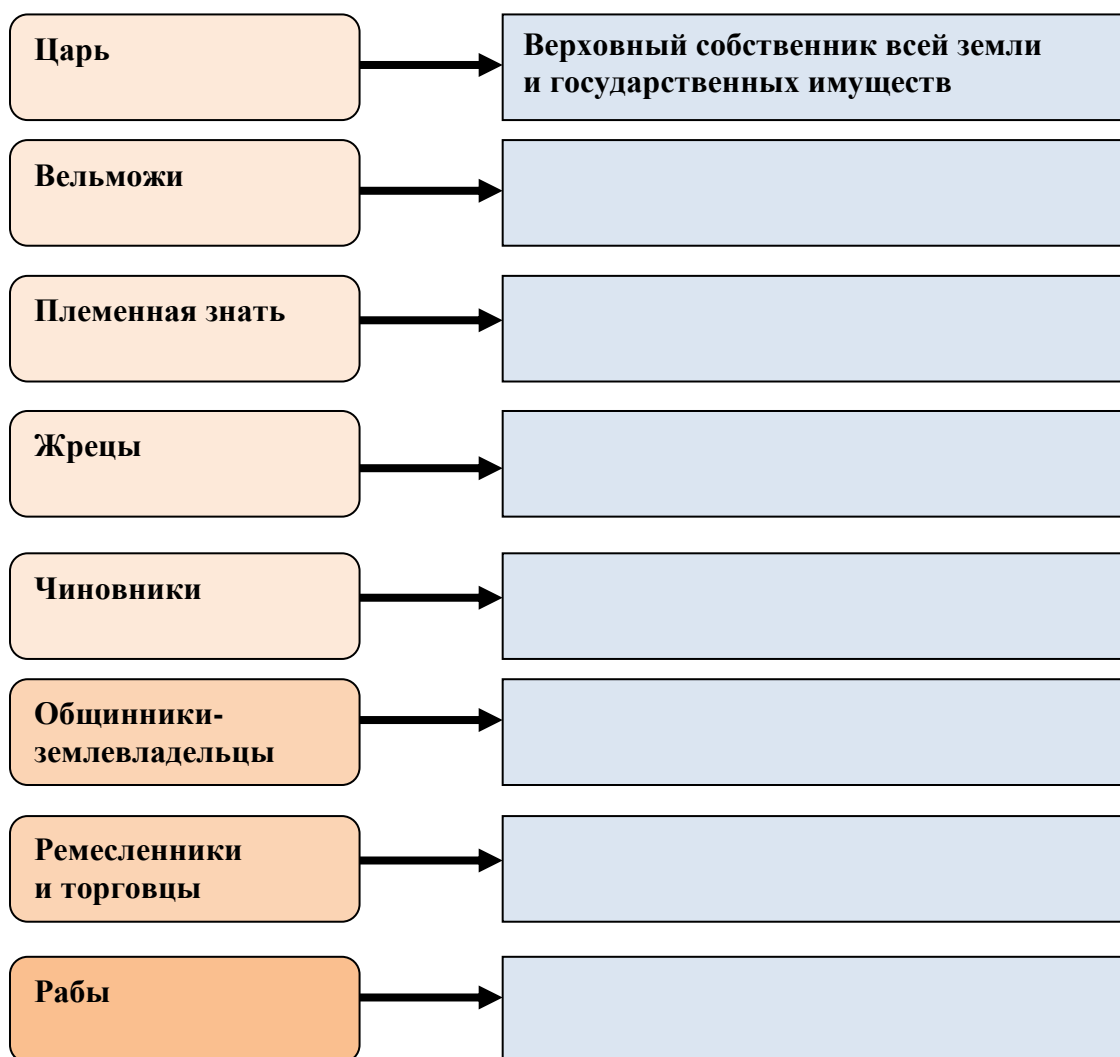 Царь
Верховный собственник всей земли
и государственных имуществ
Вельможи
Племенная знать
Жрецы
Чиновники
Общинники-
землевладельцы
Ремесленники
и торговцы
Рабы